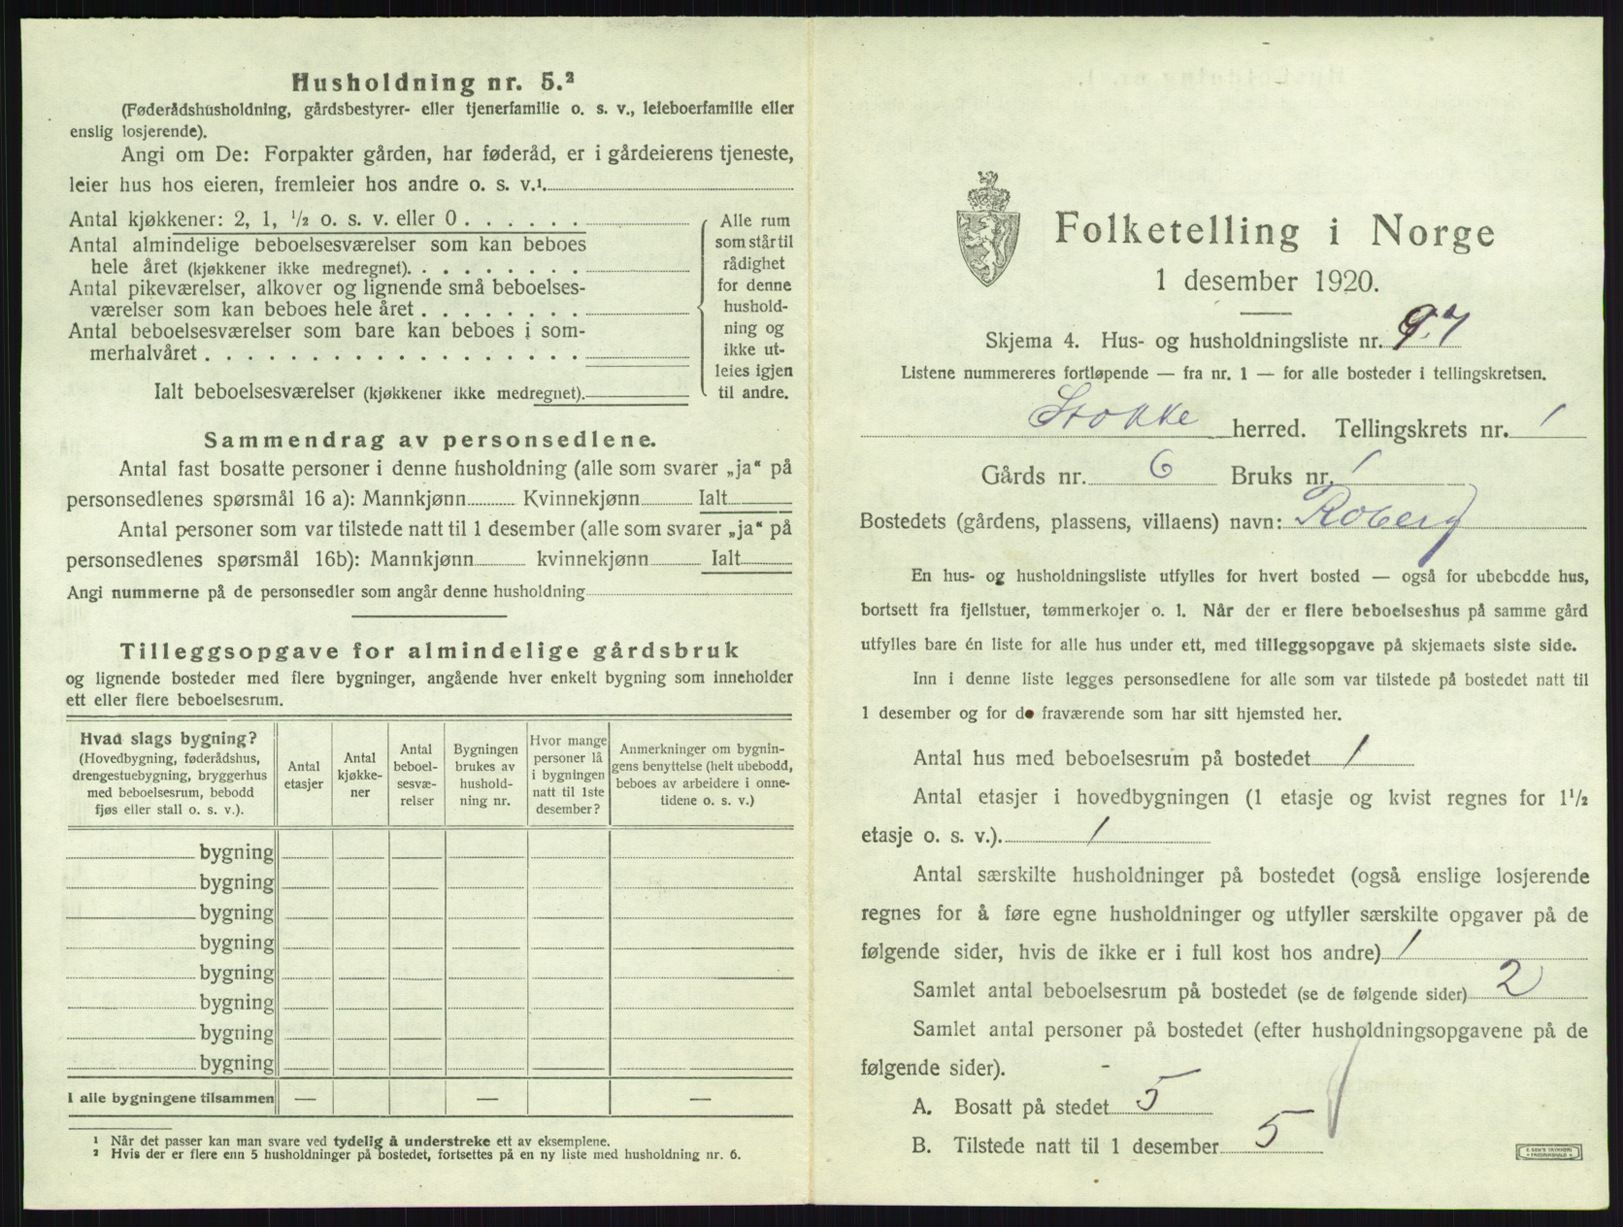 Husholdning nr. 5.²
(Føderådshusholdning, gårdsbestyrer- eller tjenerfamilie o. s. v., leieboerfamilie eller
enslig losjerende).
Angi om De: Forpakter gården, har føderåd, er i gårdeierens tjeneste,
leier hus hos eieren, fremleier hos andre o. s. v.¹
Antal kjøkkener: 2, 1, ½ o. s. v. eller 0 . . . . . .
Antal almindelige beboelsesværelser som kan beboes
hele året (kjøkkener ikke medregnet). . . . . . . . .
Antal pikeværelser, alkover og lignende små beboelses-
værelser som kan beboes hele året . . . . . . . .
Antal beboelsesværelser som bare kan beboes i som-
merhalvåret . . . . . . . . . . . . . . . . . .
Ialt beboelsesværelser (kjøkkener ikke medregnet).
Alle rum
som står til
rådighet
for denne
hushold-
ning og
ikke ut-
leies igjen
til andre.
Sammendrag av personsedlene.
Antal fast bosatte personer i denne husholdning (alle som svarer „ja“ på
personsedlenes spørsmål 16 a): Mannkjønn Kvinnekjønn Ialt
Antal personer som var tilstede natt til 1 desember (alle som svarer „ja“ på
personsedlenes spørsmål 16b): Mannkjønn kvinnekjønn Ialt
Angi nummerne på de personsedler som angår denne husholdning
Tilleggsopgave for almindelige gårdsbruk
og lignende bosteder med flere bygninger, angående hver enkelt bygning som inneholder
ett eller flere beboelsesrum.
Hvad slags bygning?
(Hovedbygning, føderådshus,
drengestuebygning, bryggerhus
med beboelsesrum, bebodd
fjøs eller stall o. s. v.).
Antal
etasjer
Antal
kjøkke-
ner
Antal
beboel-
sesvæ-
relser
Bygningen
brukes av
hushold-
ning nr.
Hvor mange
personer lå
i bygningen
natt til 1ste
desember?
Anmerkninger om bygnin-
gens benyttelse (helt ubebodd,
beboes av arbeidere i onne-
tidene o. s. v.)
bygning
bygning
bygning
bygning
bygning
bygning
bygning
bygning
I alle bygningene tilsammen — — —
¹ Når det passer kan man svare ved tydelig å understreke ett av eksemplene.
² Hvis der er flere enn 5 husholdninger på bostedet, fortsettes på en ny liste med husholdning nr. 6.
Folketelling i Norge
1 desember 1920.
Skjema 4. Hus- og husholdningsliste nr. 97
Listene nummereres fortløpende — fra nr. 1 — for alle bosteder i tellingskretsen.
Stokke herred. Tellingskrets nr. 1
Gårds nr. 6 Bruks nr. 1
Bostedets (gårdens, plassens, villaens) navn: Roberg
En hus- og husholdningsliste utfylles for hvert bosted — også for ubebodde hus,
bortsett fra fjellstuer, tømmerkojer o. l. Når der er flere beboelseshus på samme gård
utfylles bare én liste for alle hus under ett, med tilleggsopgave på skjemaets siste side.
Inn i denne liste legges personsedlene for alle som var tilstede på bostedet natt til
1 desember og for de fraværende som har sitt hjemsted her.
Antal hus med beboelsesrum på bostedet 1
Antal etasjer i hovedbygningen (1 etasje og kvist regnes for 1½
etasje o. s. v.). 1
Antal særskilte husholdninger på bostedet (også enslige losjerende
regnes for å føre egne husholdninger og utfyller særskilte opgaver på de
følgende sider, hvis de ikke er i full kost hos andre) 1
Samlet antal beboelsesrum på bostedet (se de følgende sider) 2
Samlet antal personer på bostedet (efter husholdningsopgavene på de
følgende sider).
A. Bosatt på stedet 5
B. Tilstede natt til 1 desember 5